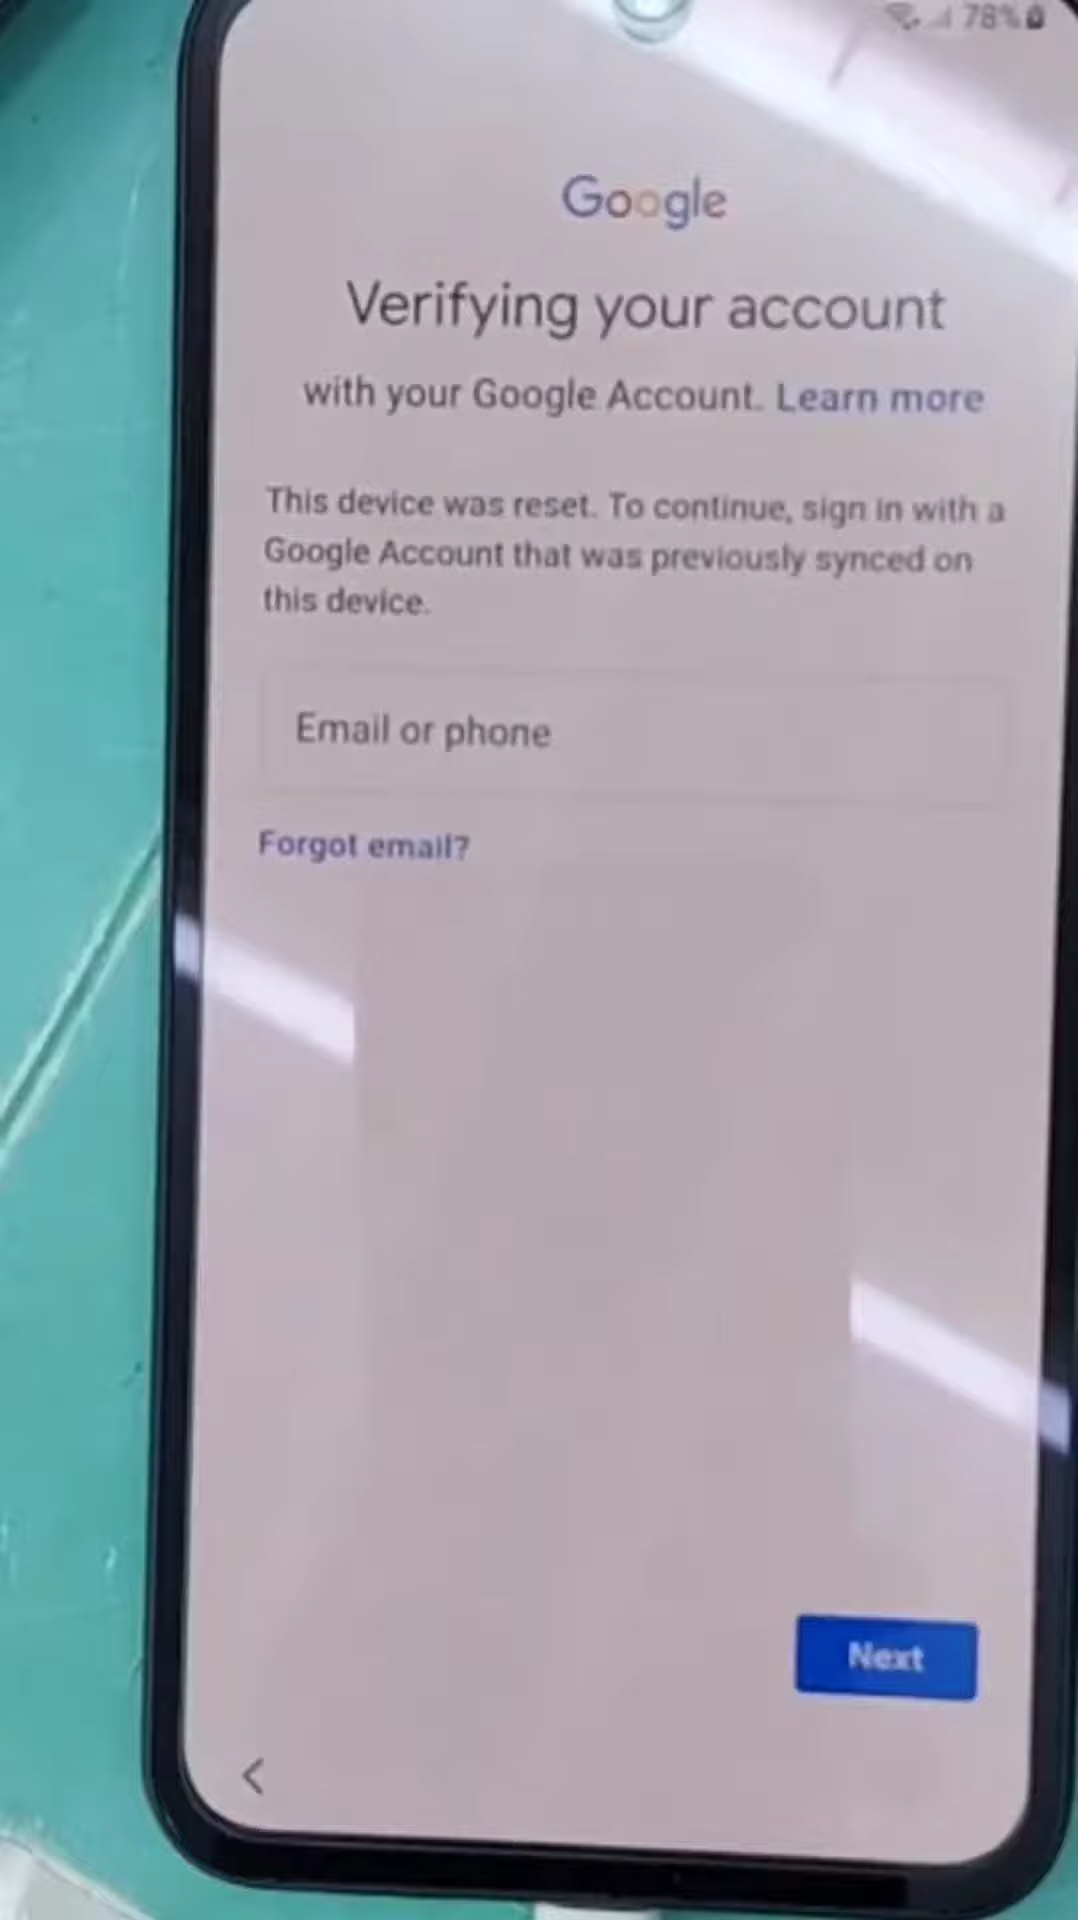 78%
Google
Verifying your account
with your Google Account. Learn more
This device was reset. To continue, sign in with a
Google Account that was previously synced on
this device.
Email or phone
Forgot email?
Next